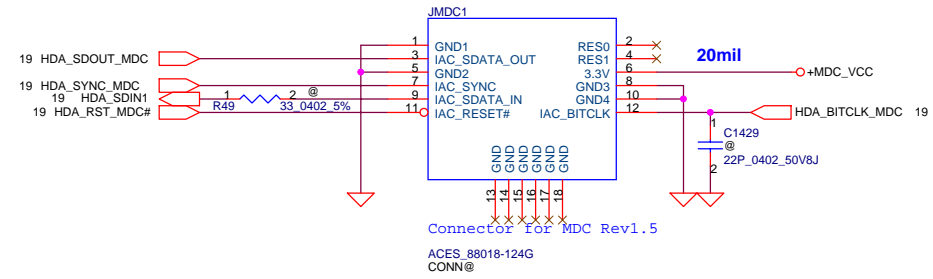 JMDC1
1 GND1 RES0 2
19 HDA_SDOUT_MDC 3 IAC_SDATA_OUT RES1 4 20mil
5 GND2 3.3V 6 +MDC_VCC
19 HDA_SYNC_MDC 7 IAC_SYNC GND3 8
19 HDA_SDIN1 1 2 @ 9 IAC_SDATA_IN GND4 10
R49 33_0402_5%
19 HDA_RST_MDC# 11 IAC_RESET# IAC_BITCLK 12 HDA_BITCLK_MDC 19
1
C1429
@
22P_0402_50V8J
2
GND GND GND GND GND GND
13 14 15 16 17 18
Connector for MDC Rev1.5
ACES_88018-124G
CONN@